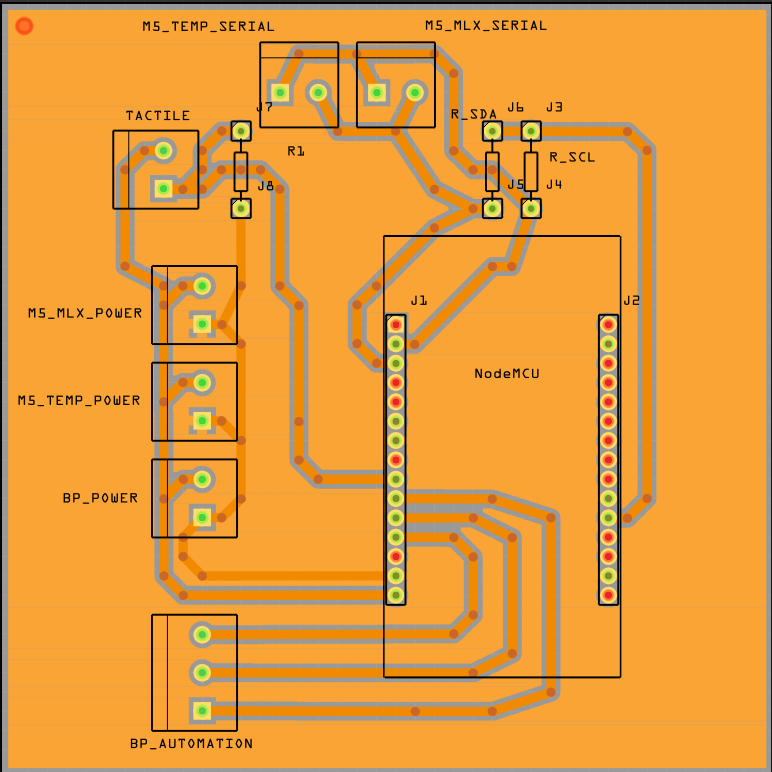 M5_TEMP_SERIAL
M5_MLX_SERIAL
J7
J6
J3
TACTILE
R_SDA
R1
R_SCL
J8
J5
J4
J1
J2
M5_MLX_POWER
NodeMCU
M5_TEMP_POWER
BP_POWER
BP_AUTOMATION